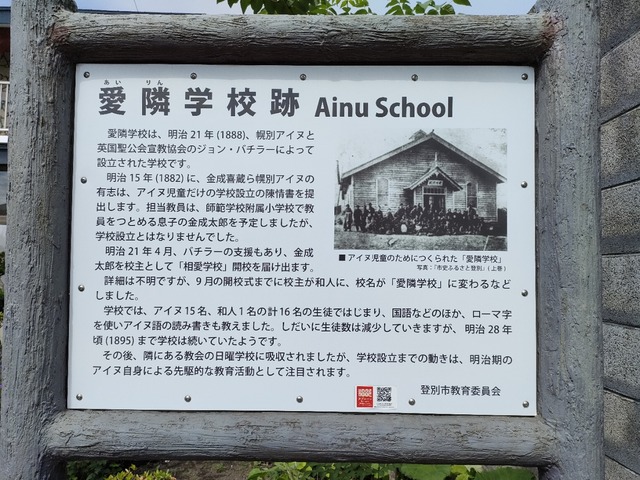 あい りん
愛隣学校跡 Ainu School
愛隣学校は、明治 21 年 (1888)、幌別アイヌと
英国聖公会宣教協会のジョン・バチラーによって
設立された学校です。
明治 15 年 (1882) に、金成喜蔵ら幌別アイヌの
有志は、アイヌ児童だけの学校設立の陳情書を提
出します。担当教員は、師範学校附属小学校で教
員をつとめる息子の金成太郎を予定しましたが、
学校設立とはなりませんでした。
明治 21 年 4 月、バチラーの支援もあり、金成
太郎を校主として「相愛学校」開校を届け出ます。
詳細は不明ですが、9 月の開校式までに校主が和人に、校名が「愛隣学校」に変わるなど
しました。
学校では、アイヌ 15 名、和人 1 名の計 16 名の生徒ではじまり、国語などのほか、ローマ字
を使いアイヌ語の読み書きも教えました。しだいに生徒数は減少していきますが、明治 28 年
頃 (1895) まで学校は続いていたようです。
その後、隣にある教会の日曜学校に吸収されましたが、学校設立までの動きは、明治期の
アイヌ自身による先駆的な教育活動として注目されます。
■ アイヌ児童のためにつくられた「愛隣学校」
写真:『市史ふるさと登別』(上巻)
登別市教育委員会